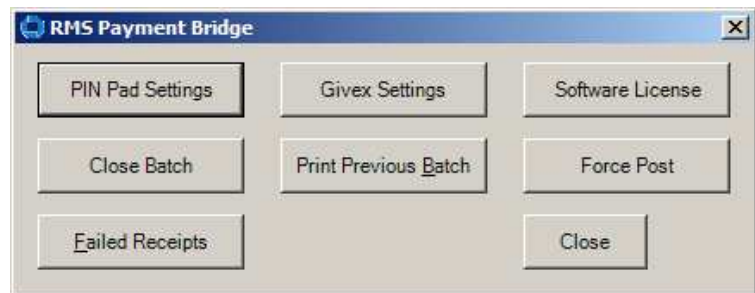 RMS Payment Bridge
PIN Pad Settings
Givex Settings
Software License
Close Batch
Print Previous Batch
Force Post
Failed Receipts
Close